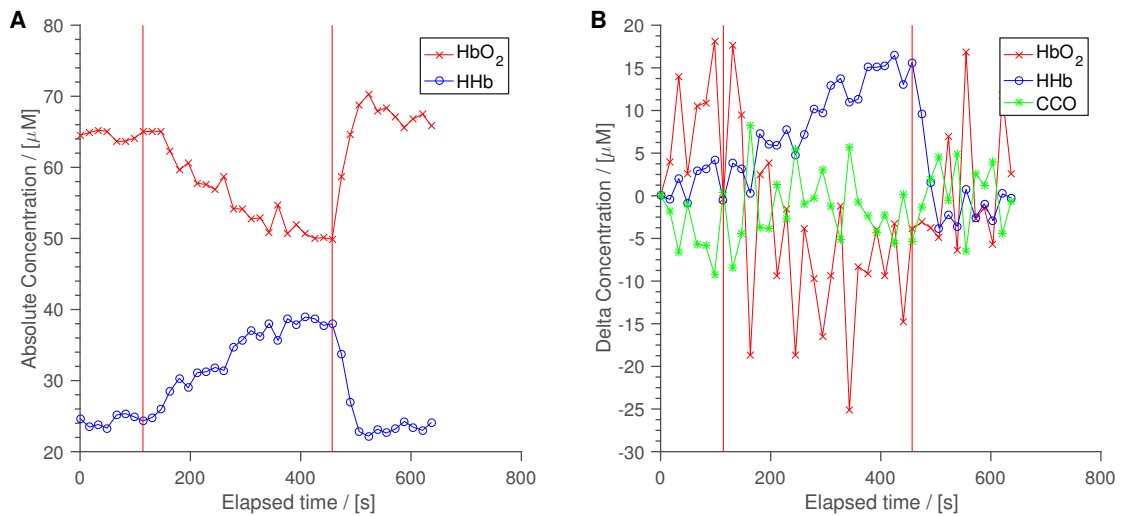 A
Absolute Concentration / [μM]
80
70
60
50
40
30
20
0
200
400
600
800
Elapsed time / [s]
HbO2
HHb
B
Delta Concentration / [μM]
20
15
10
5
0
-5
-10
-15
-20
-25
-30
0
200
400
600
800
Elapsed time / [s]
HbO2
HHb
CCO